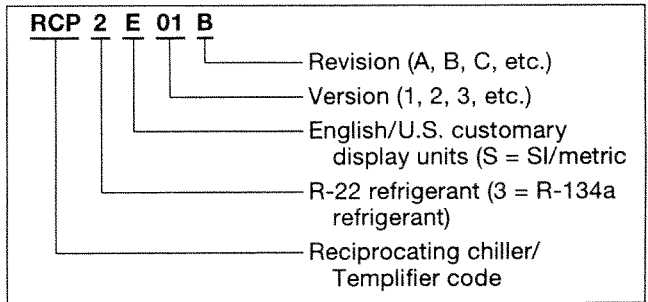 RCP 2 E 01 B
Revision (A, B, C, etc.)
Version (1, 2, 3, etc.)
English/U.S. customary
display units (S = SI/metric
R-22 refrigerant (3 = R-134a
refrigerant)
Reciprocating chiller/
Templifier code